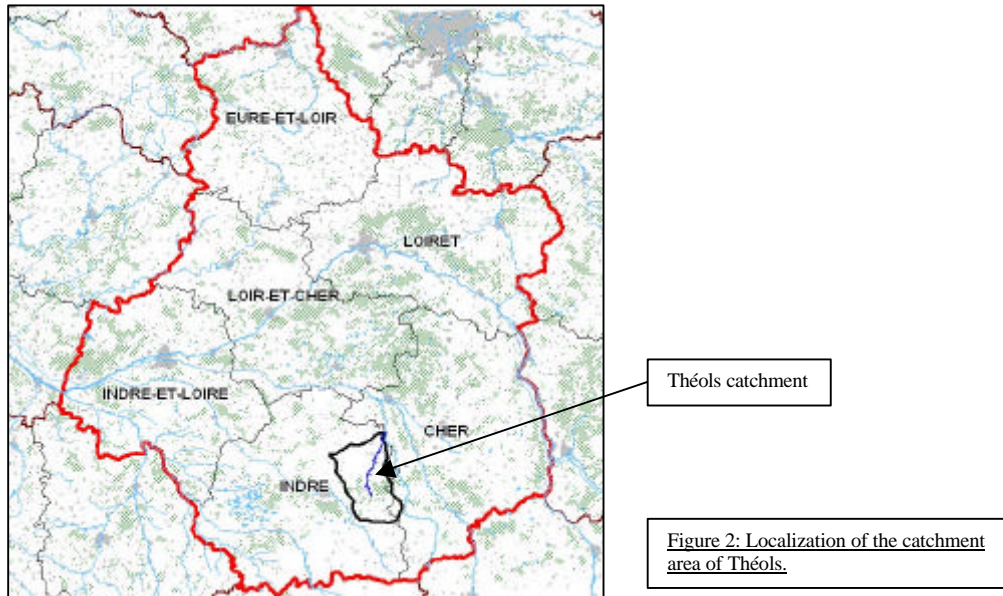 EURE-ET-LOIR
LOIRET
LOIR-ET-CHER
INDRE-ET-LOIRE
CHER
INDRE
Théols catchment
Figure 2: Localization of the catchment
area of Théols.